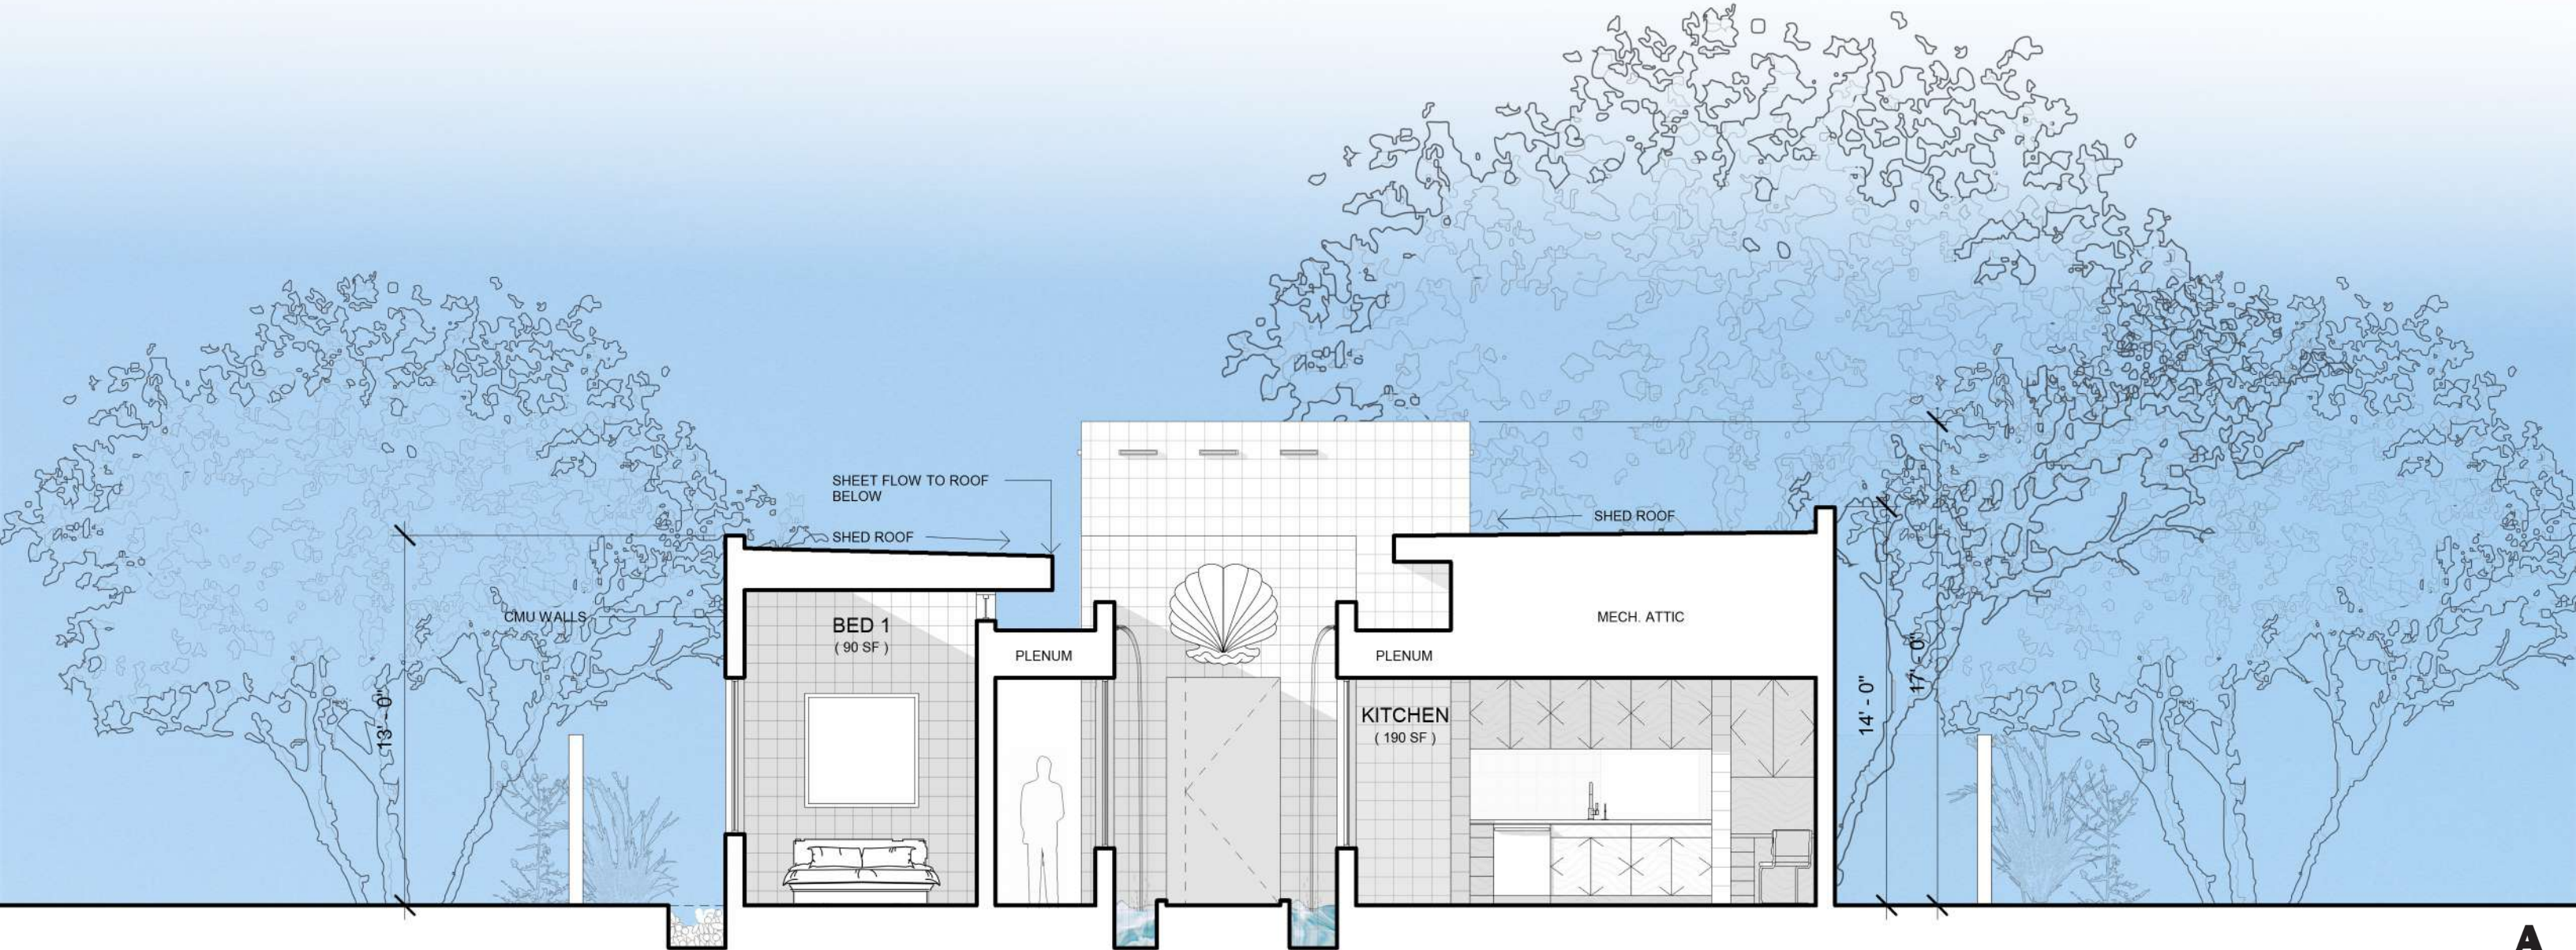 SHEET FLOW TO ROOF
BELOW
SHED ROOF
SHED ROOF
CMU WALLS
BED 1
( 90 SF )
MECH. ATTIC
PLENUM
PLENUM
13' - 0"
KITCHEN
( 190 SF )
14' - 0"
17' - 0"
A